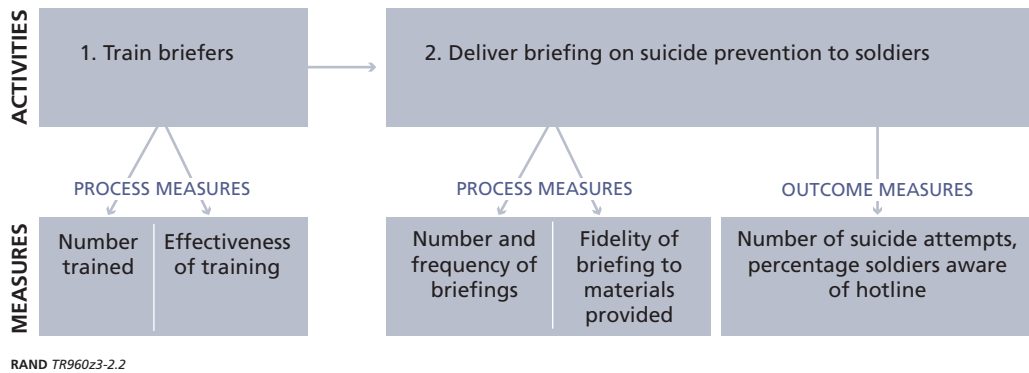 ACTIVITIES
1. Train briefers
2. Deliver briefing on suicide prevention to soldiers
PROCESS MEASURES
PROCESS MEASURES
OUTCOME MEASURES
MEASURES
Number
trained
Effectiveness
of training
Number and
frequency of
briefings
Fidelity of
briefing to
materials
provided
Number of suicide attempts,
percentage soldiers aware
of hotline
RAND TR960z3-2.2